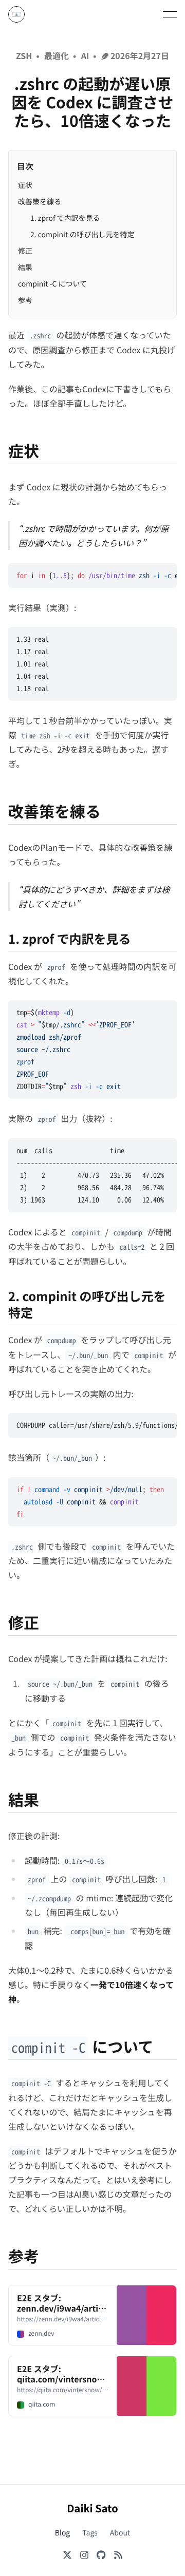 ZSH • 最適化 • AI • 2026年2月27日
.zshrc の起動が遅い原
因を Codex に調査させ
たら、10倍速くなった
目次
症状
改善策を練る
1. zprof で内訳を見る
2. compinit の呼び出し元を特定
修正
結果
compinit -C について
参考
最近 .zshrc の起動が体感で遅くなっていた
ので、原因調査から修正まで Codex に丸投げ
してみた。
作業後、この記事もCodexに下書きしてもら
った。ほぼ全部手直ししたけど。
症状
まず Codex に現状の計測から始めてもらっ
た。
“.zshrc で時間がかかっています。何が原
因か調べたい。どうしたらいい？”
for i in {1..5}; do /usr/bin/time zsh -i -c e
実行結果（実測）:
1.33 real
1.17 real
1.01 real
1.04 real
1.18 real
平均して 1 秒台前半かかっていたっぽい。実
際 time zsh -i -c exit を手動で何度か実行し
てみたら、2秒を超える時もあった。遅す
ぎ。
改善策を練る
CodexのPlanモードで、具体的な改善策を練
ってもらった。
“具体的にどうすべきか、詳細をまずは検
討してください”
1. zprof で内訳を見る
Codex が zprof を使って処理時間の内訳を可
視化してくれた。
tmp=$(mktemp -d)
cat > "$tmp/.zshrc" <<'ZPROF_EOF'
zmodload zsh/zprof
source ~/.zshrc
zprof
ZPROF_EOF
ZDOTDIR="$tmp" zsh -i -c exit
実際の zprof 出力（抜粋）:
num calls time
1) 2 470.73 235.36 47.02%
2) 2 968.56 484.28 96.74%
3) 1963 124.10 0.06 12.40%
Codex によると compinit / compdump が時間
の大半を占めており、しかも calls=2 と 2 回
呼ばれていることが問題らしい。
2. compinit の呼び出し元を
特定
Codex が compdump をラップして呼び出し元
をトレースし、 ~/.bun/_bun 内で compinit が
呼ばれていることを突き止めてくれた。
呼び出し元トレースの実際の出力:
COMPDUMP caller=/usr/share/zsh/5.9/functions/
該当箇所（ ~/.bun/_bun ）:
if ! command -v compinit >/dev/null; then
autoload -U compinit && compinit
fi
.zshrc 側でも後段で compinit を呼んでいたた
め、二重実行に近い構成になっていたみた
い。
修正
Codex が提案してきた計画は概ねこれだけ:
1. source ~/.bun/_bun を compinit の後ろ
に移動する
とにかく「 compinit を先に 1 回実行して、
_bun 側での compinit 発火条件を満たさない
ようにする」ことが重要らしい。
結果
修正後の計測:
起動時間: 0.17s〜0.6s
zprof 上の compinit 呼び出し回数: 1
~/.zcompdump の mtime: 連続起動で変化
なし（毎回再生成しない）
bun 補完: _comps[bun]=_bun で有効を確
認
大体0.1〜0.2秒で、たまに0.6秒くらいかかる
感じ。特に手戻りなく一発で10倍速くなって
神。
compinit -C について
compinit -C するとキャッシュを利用してく
れるけど、これだけだとキャッシュを生成し
てくれないので、結局たまにキャッシュを再
生成しないといけなくなるっぽい。
compinit はデフォルトでキャッシュを使うか
どうかも判断してくれるので、それがベスト
プラクティスなんだって。とはいえ参考にし
た記事も一つ目はAI臭い感じの文章だったの
で、どれくらい正しいかは不明。
参考
E2E スタブ:
zenn.dev/i9wa4/arti…
https://zenn.dev/i9wa4/articl…
zenn.dev
E2E スタブ:
qiita.com/vintersno…
https://qiita.com/vintersnow/…
qiita.com
Daiki Sato
Blog Tags About